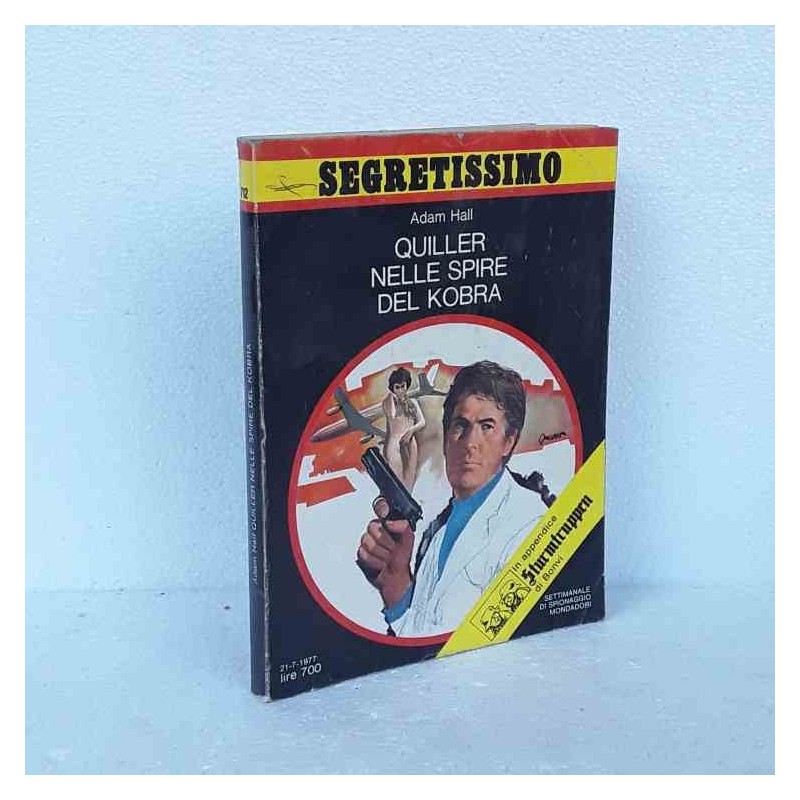 SEGRETISSIMO
Adam Hall
QUILLER
NELLE SPIRE
DEL KOBRA
in appendice
Sturmtruppen
di Bonvi
SETTIMANALE
DI SPIONAGGIO
MONDADORI
21-7-1977
lire 700
Adam Hall QUILLER NELLE SPIRE DEL KOBRA